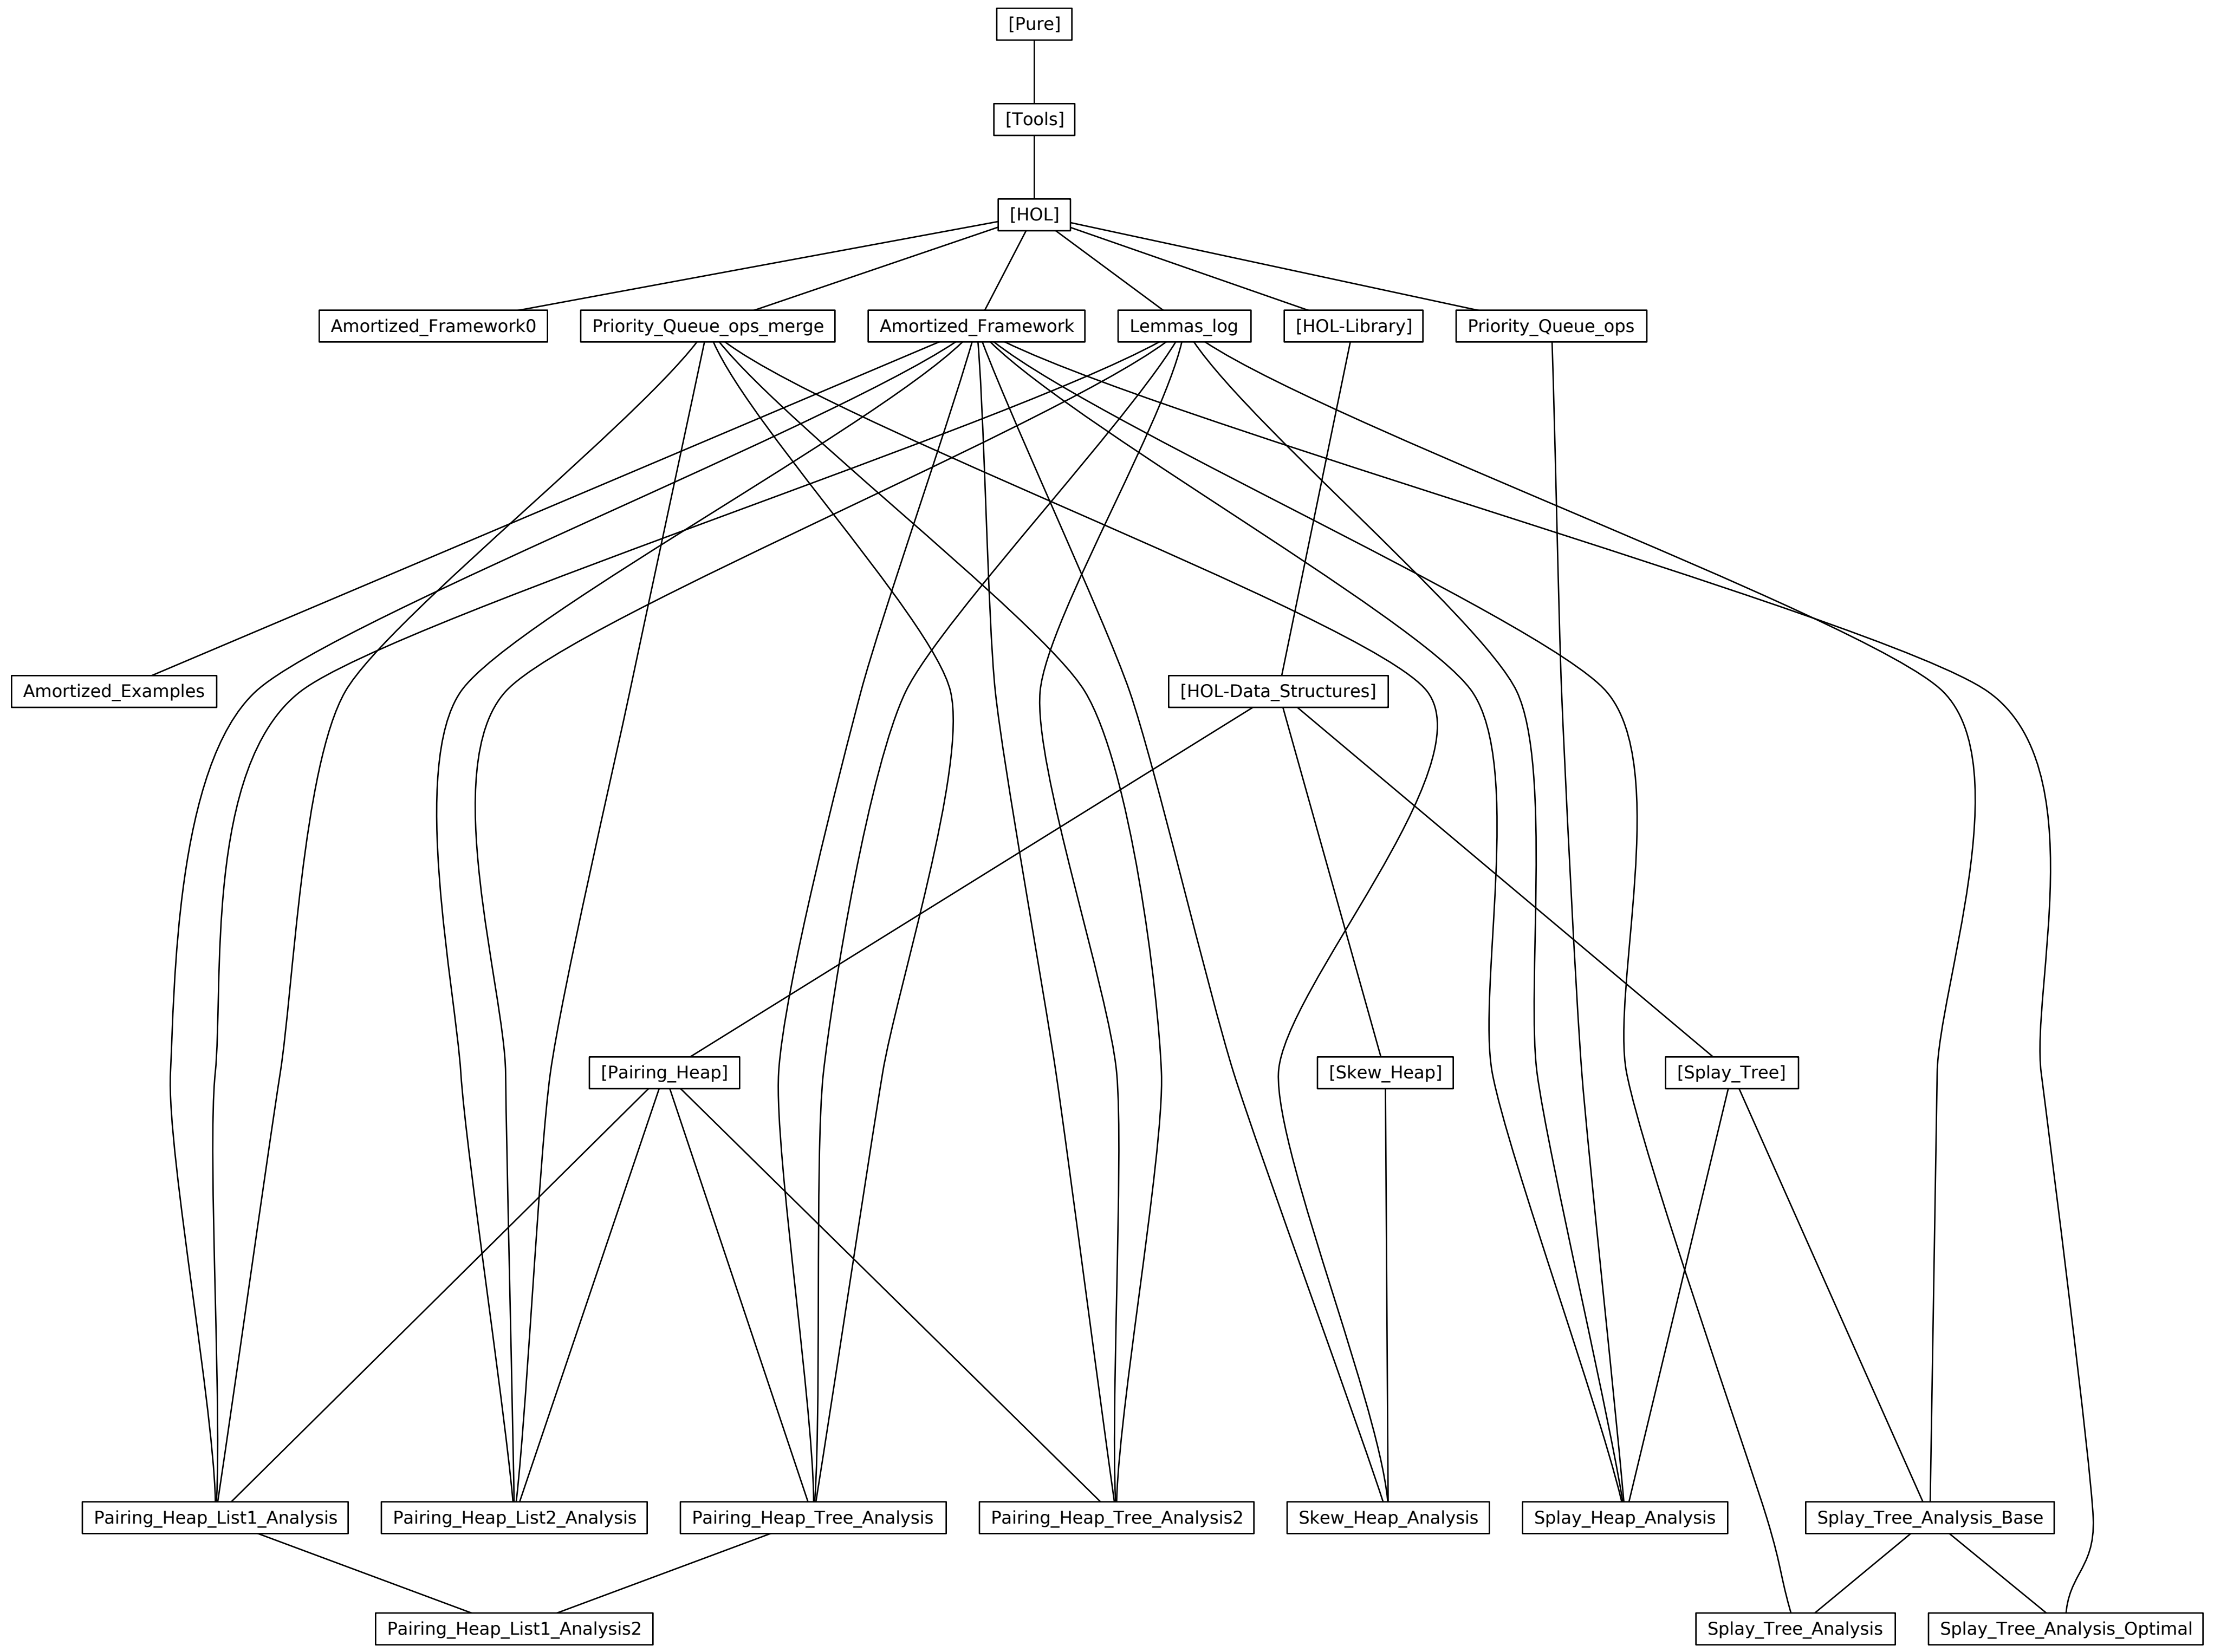 [Pure]
[Tools]
[HOL]
Amortized_Framework0
Priority_Queue_ops_merge
Amortized_Framework
Lemmas_log
[HOL-Library]
Priority_Queue_ops
Amortized_Examples
[HOL-Data_Structures]
[Pairing_Heap]
[Skew_Heap]
[Splay_Tree]
Pairing_Heap_List1_Analysis
Pairing_Heap_List2_Analysis
Pairing_Heap_Tree_Analysis
Pairing_Heap_Tree_Analysis2
Skew_Heap_Analysis
Splay_Heap_Analysis
Splay_Tree_Analysis_Base
Pairing_Heap_List1_Analysis2
Splay_Tree_Analysis
Splay_Tree_Analysis_Optimal